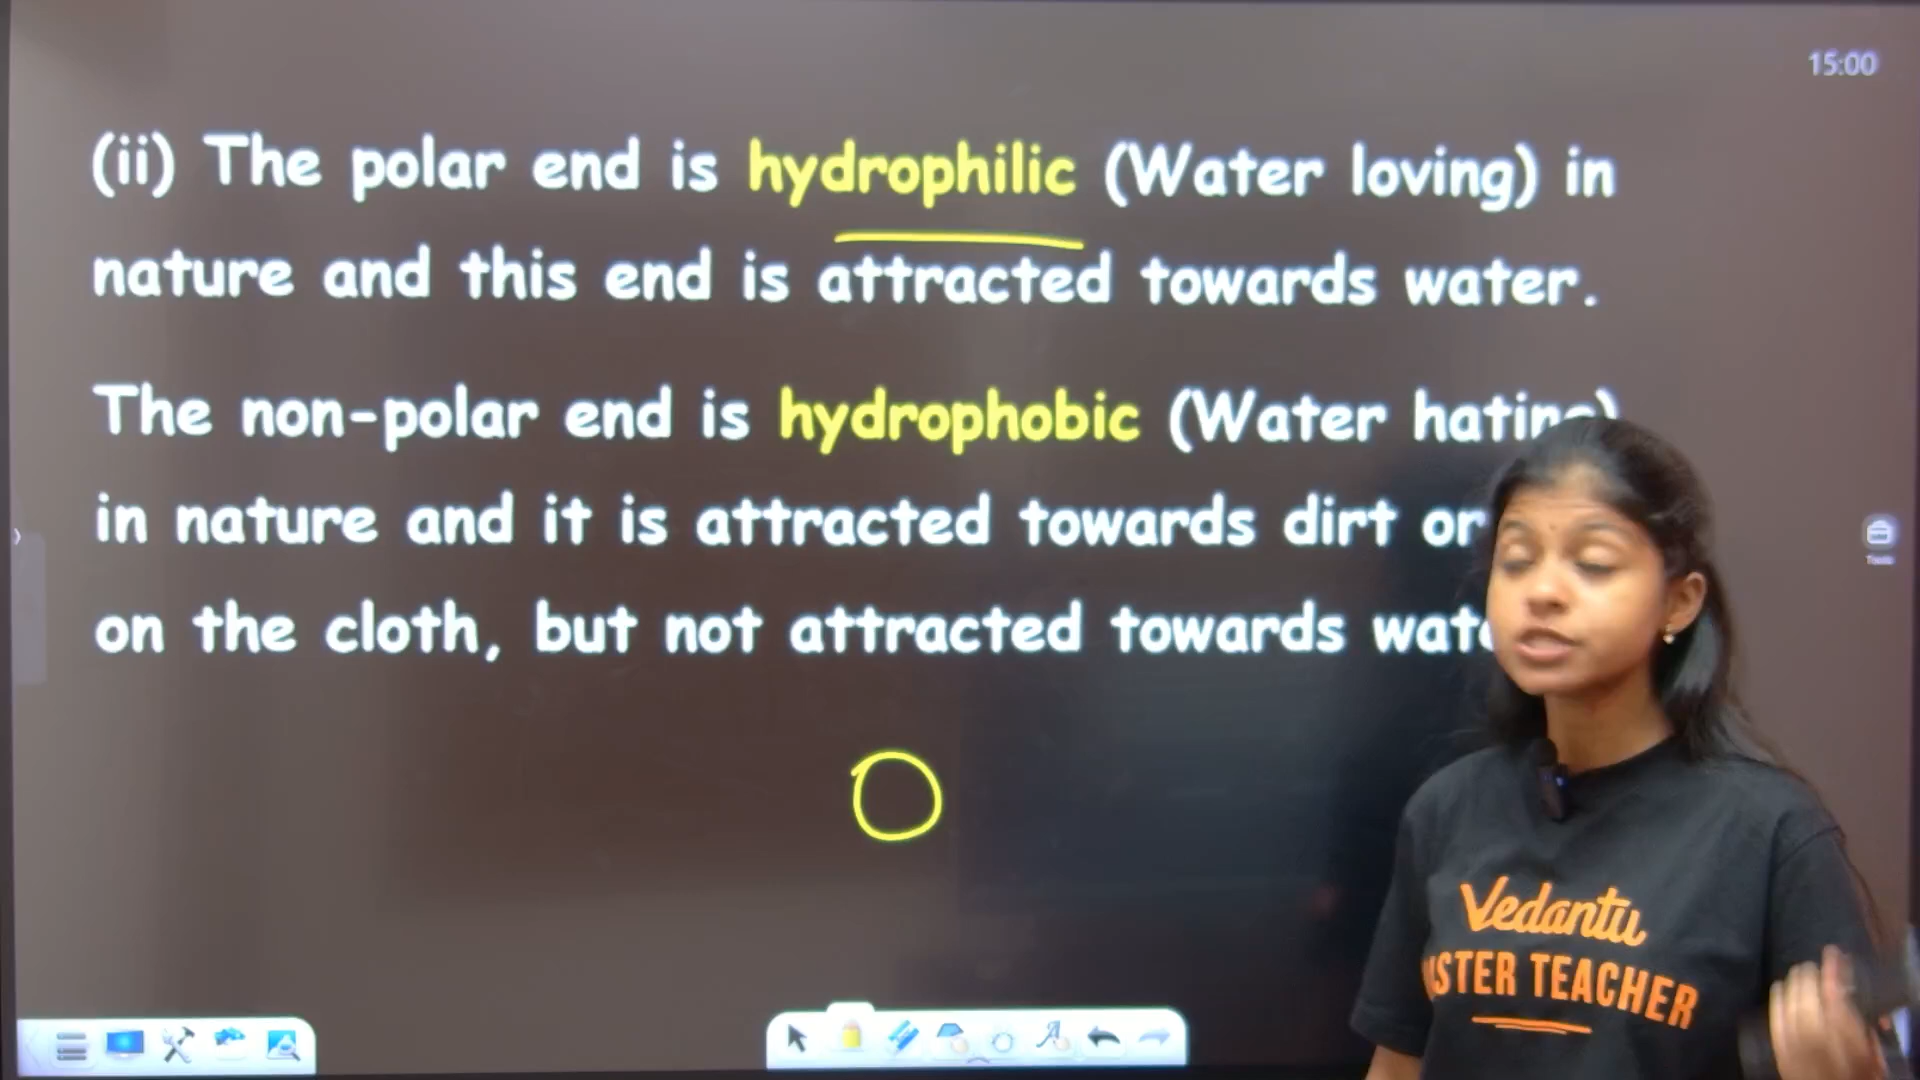 15:00
(ii) The polar end is hydrophilic (Water loving) in
nature and this end is attracted towards water.
The non-polar end is hydrophobic (Water hating)
in nature and it is attracted towards dirt or
on the cloth, but not attracted towards
Vedantu
TEACHER